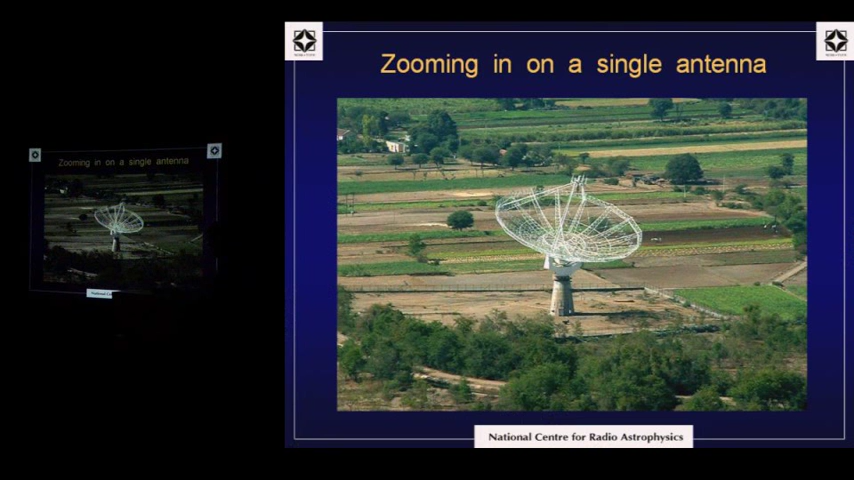 Zooming in on a single antenna
Zooming in on a single antenna
National Centre for Radio Astrophysics